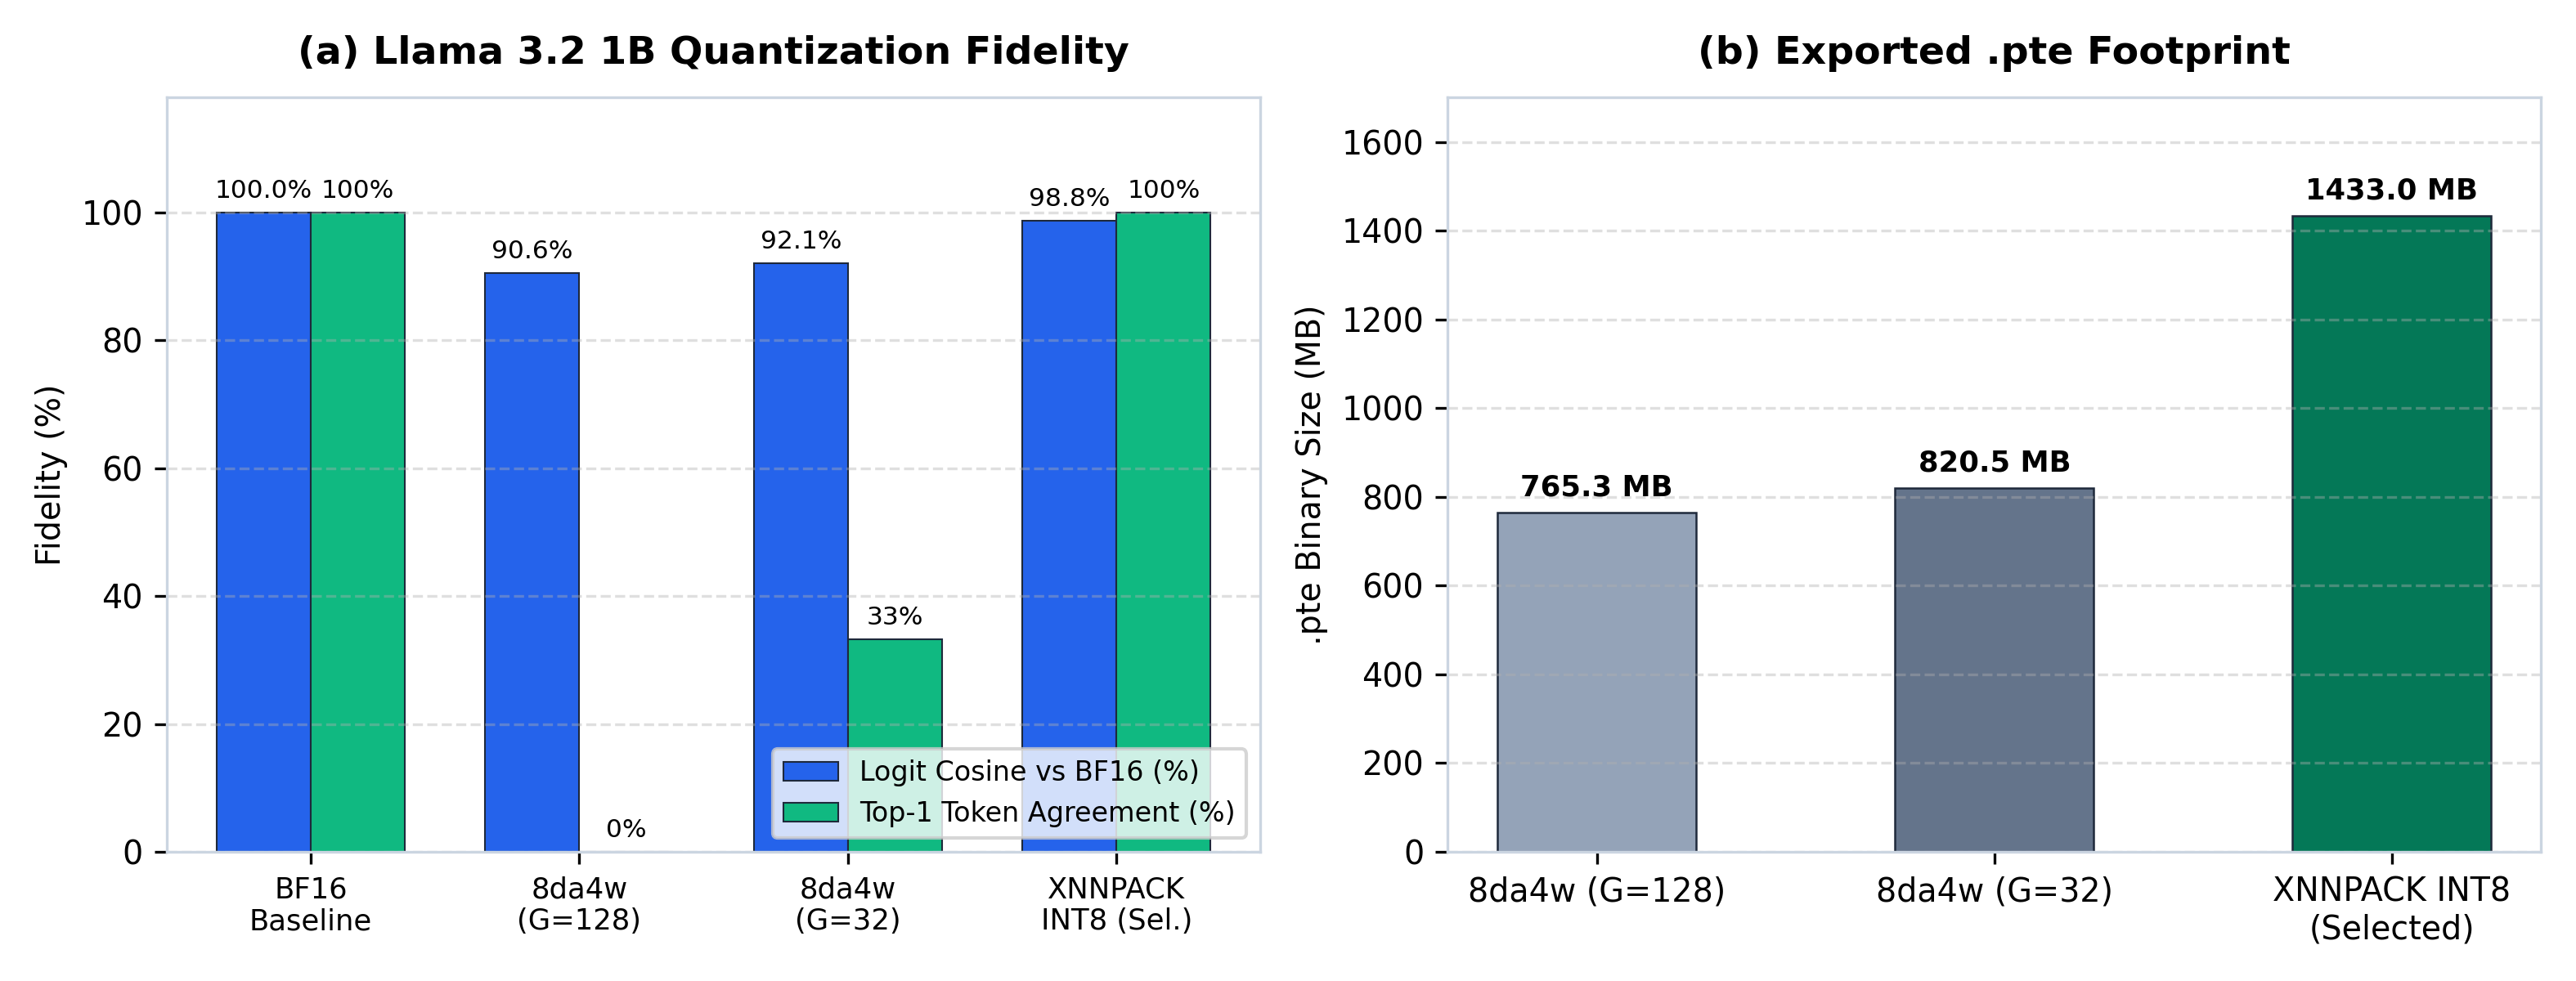 (a) Llama 3.2 1B Quantization Fidelity
Fidelity (%)
100
80
60
40
20
0
100.0%
100%
90.6%
0%
92.1%
33%
98.8%
100%
Logit Cosine vs BF16 (%)
Top-1 Token Agreement (%)
BF16
Baseline
8da4w
(G=128)
8da4w
(G=32)
XNNPACK
INT8 (Sel.)
(b) Exported .pte Footprint
.pte Binary Size (MB)
1600
1400
1200
1000
800
600
400
200
0
765.3 MB
820.5 MB
1433.0 MB
8da4w (G=128)
8da4w (G=32)
XNNPACK INT8
(Selected)